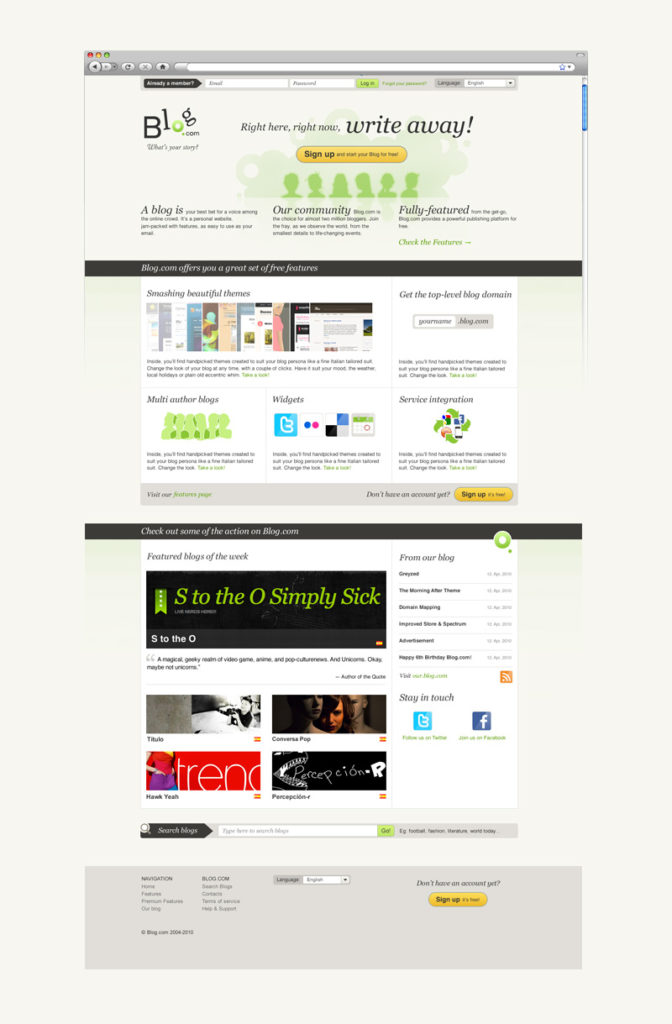 Already a member?
Email
Password
Log in
Forgot your password?
Language:
English
Blog.com
What's your story?
Right here, right now, write away!
Sign up and start your Blog for free!
A blog is your best bet for a voice among
the online crowd. It's a personal website,
jam-packed with features, as easy to use as your
email.
Our community Blog.com is
the choice for almost two million bloggers. Join
the fray, as we observe the world, from the
smallest details to life-changing events.
Fully-featured from the get-go,
Blog.com provides a powerful publishing platform for
free.
Check the Features →
Blog.com offers you a great set of free features
Smashing beautiful themes
Inside, you'll find handpicked themes created to suit your blog persona like a fine Italian tailored suit.
Change the look of your blog at any time, with a couple of clicks. Have it suit your mood, the weather,
local holidays or plain old eccentric whim. Take a look!
Get the top-level blog domain
yourname .blog.com
Inside, you'll find handpicked themes created to
suit your blog persona like a fine Italian tailored
suit. Change the look. Take a look!
Multi author blogs
Inside, you'll find handpicked themes created to
suit your blog persona like a fine Italian tailored
suit. Change the look. Take a look!
Widgets
Inside, you'll find handpicked themes created to
suit your blog persona like a fine Italian tailored
suit. Change the look. Take a look!
Service integration
Inside, you'll find handpicked themes created to
suit your blog persona like a fine Italian tailored
suit. Change the look. Take a look!
Visit our features page
Don't have an account yet?
Sign up it's free!
Check out some of the action on Blog.com
Featured blogs of the week
S to the O Simply Sick
LIVE NERDS HERE!!
S to the O
“ A magical, geeky realm of video game, anime, and pop-culturenews. And Unicorns. Okay,
maybe not unicorns.”
— Author of the Quote
Título
Conversa Pop
trend
Hawk Yeah
Percepción-R
Percepción-r
From our blog
Greyzed 12. Apr, 2010
The Morning After Theme 12. Apr, 2010
Domain Mapping 12. Apr, 2010
Improved Store & Spectrum 12. Apr, 2010
Advertisement 12. Apr, 2010
Happy 6th Birthday Blog.com! 12. Apr, 2010
Visit our blog.com
Stay in touch
Follow us on Twitter
Join us on Facebook
Search blogs
Type here to search blogs
Go!
Eg: football, fashion, literature, world today...
NAVIGATION
Home
Features
Premium Features
Our blog
BLOG.COM
Search Blogs
Contacts
Terms of service
Help & Support
Language:
English
Don't have an account yet?
Sign up it's free!
© Blog.com 2004-2010